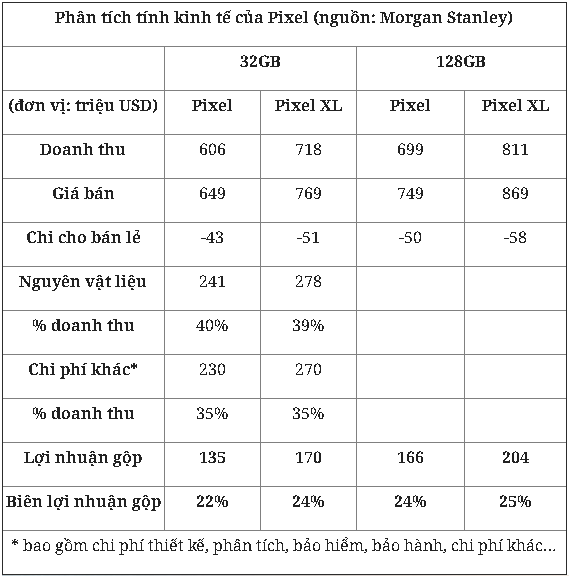 Phân tích tính kinh tế của Pixel (nguồn: Morgan Stanley)
32GB 128GB
(đơn vị: triệu USD) Pixel Pixel XL Pixel Pixel XL
Doanh thu 606 718 699 811
Giá bán 649 769 749 869
Chi cho bán lẻ -43 -51 -50 -58
Nguyên vật liệu 241 278
% doanh thu 40% 39%
Chi phí khác* 230 270
% doanh thu 35% 35%
Lợi nhuận gộp 135 170 166 204
Biên lợi nhuận gộp 22% 24% 24% 25%
* bao gồm chi phí thiết kế, phân tích, bảo hiểm, bảo hành, chi phí khác...